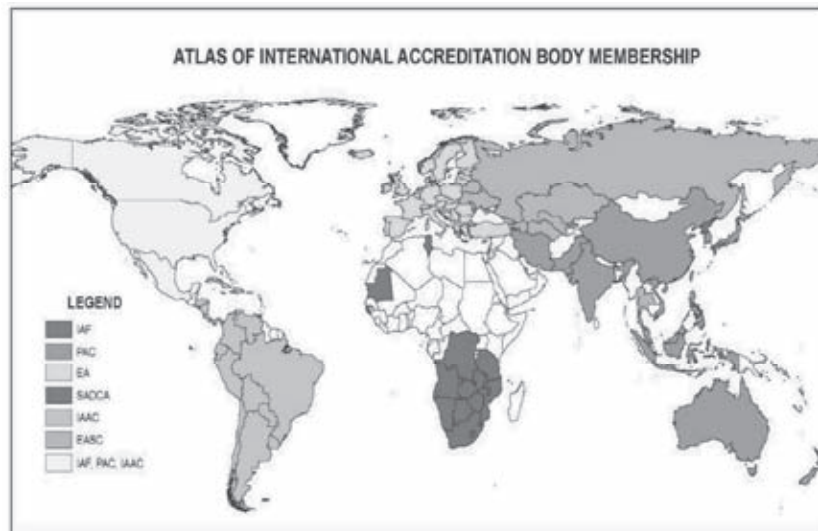 ATLAS OF INTERNATIONAL ACCREDITATION BODY MEMBERSHIP
LEGEND
IAF
PAC
EA
SADCA
IAAC
EASC
IAF, PAC, IAAC